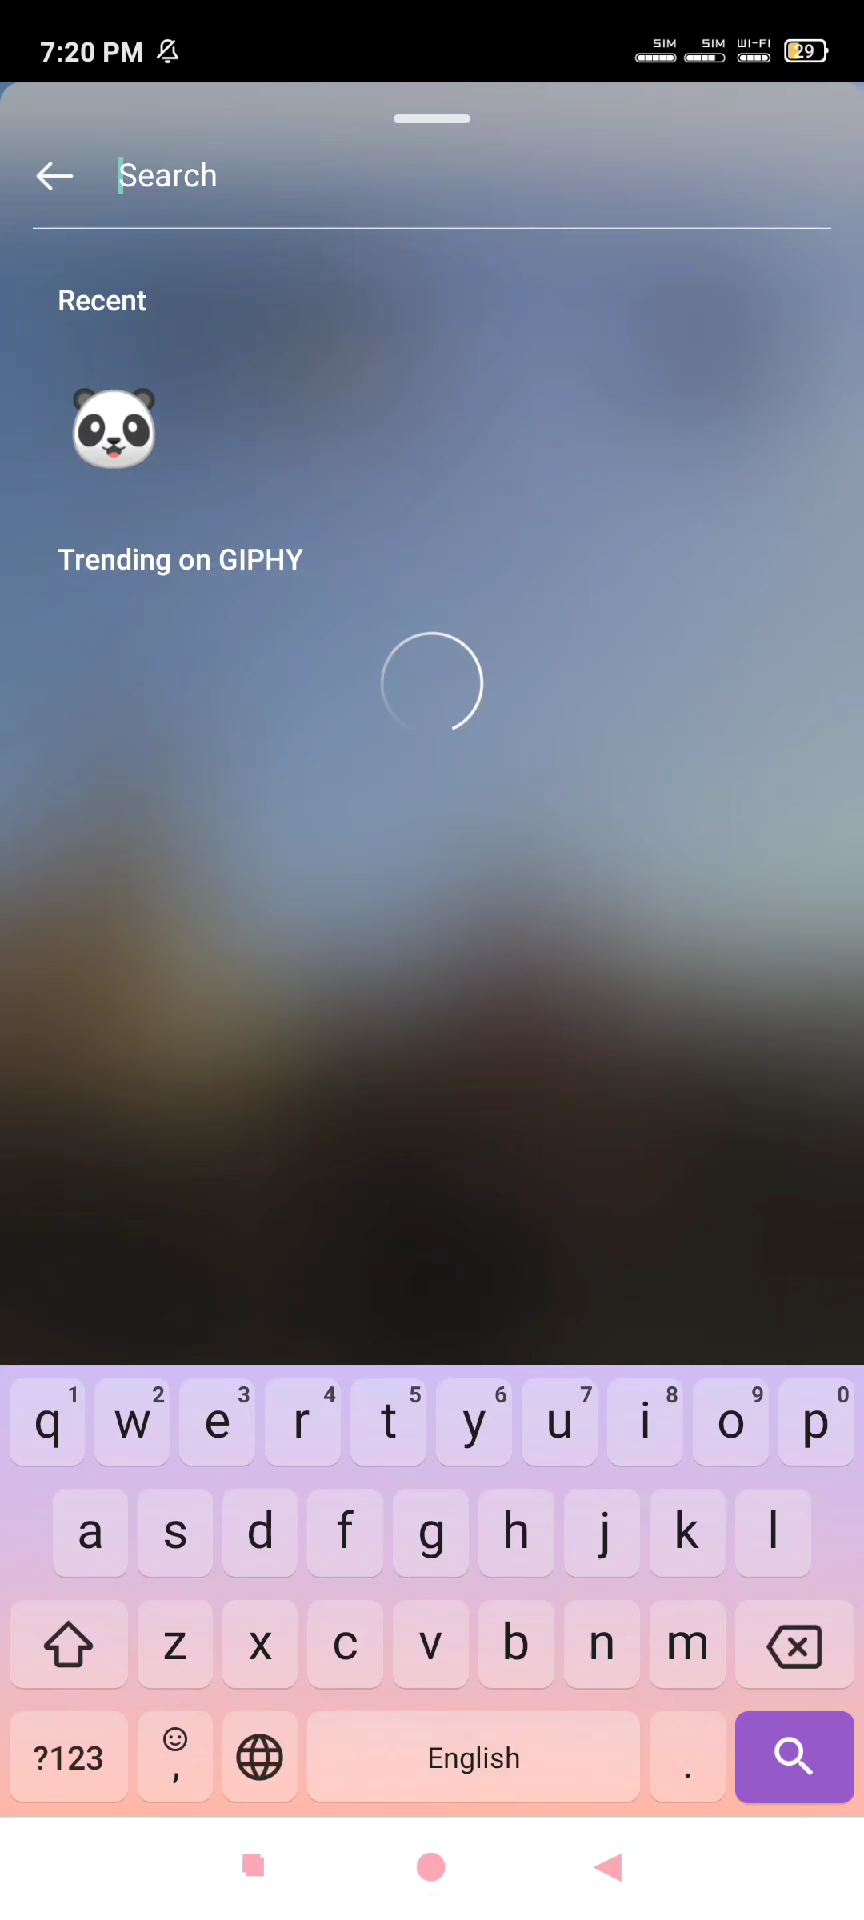 7:20 PM SIM SIM WI-FI 29
Search
Recent
Trending on GIPHY
1 2 3 4 5 6 7 8 9 0
q w e r t y u i o p
a s d f g h j k l
z x c v b n m
?123 , English .